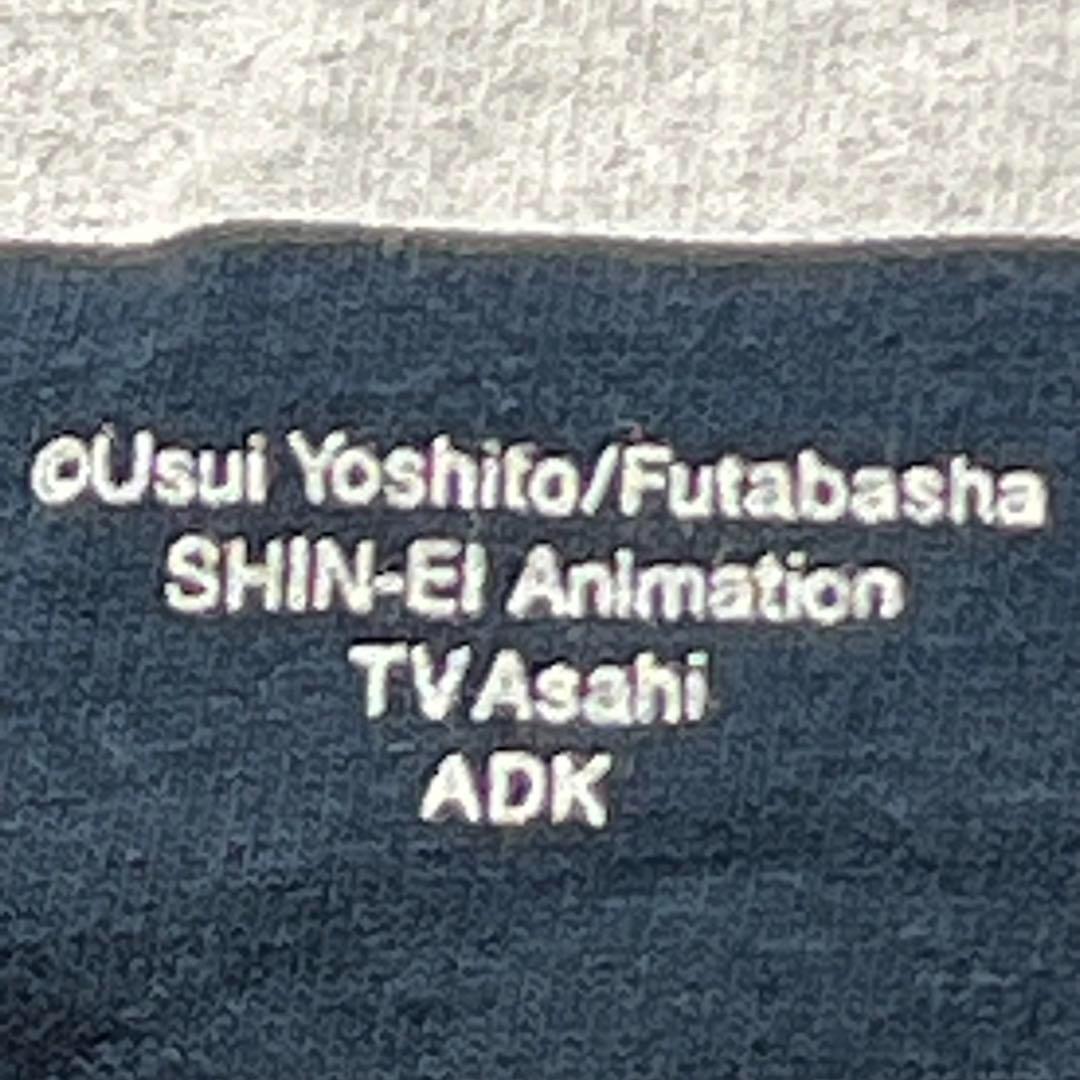 ©Usui Yoshito/Futabasha
SHIN-EI Animation
TV Asahi
ADK